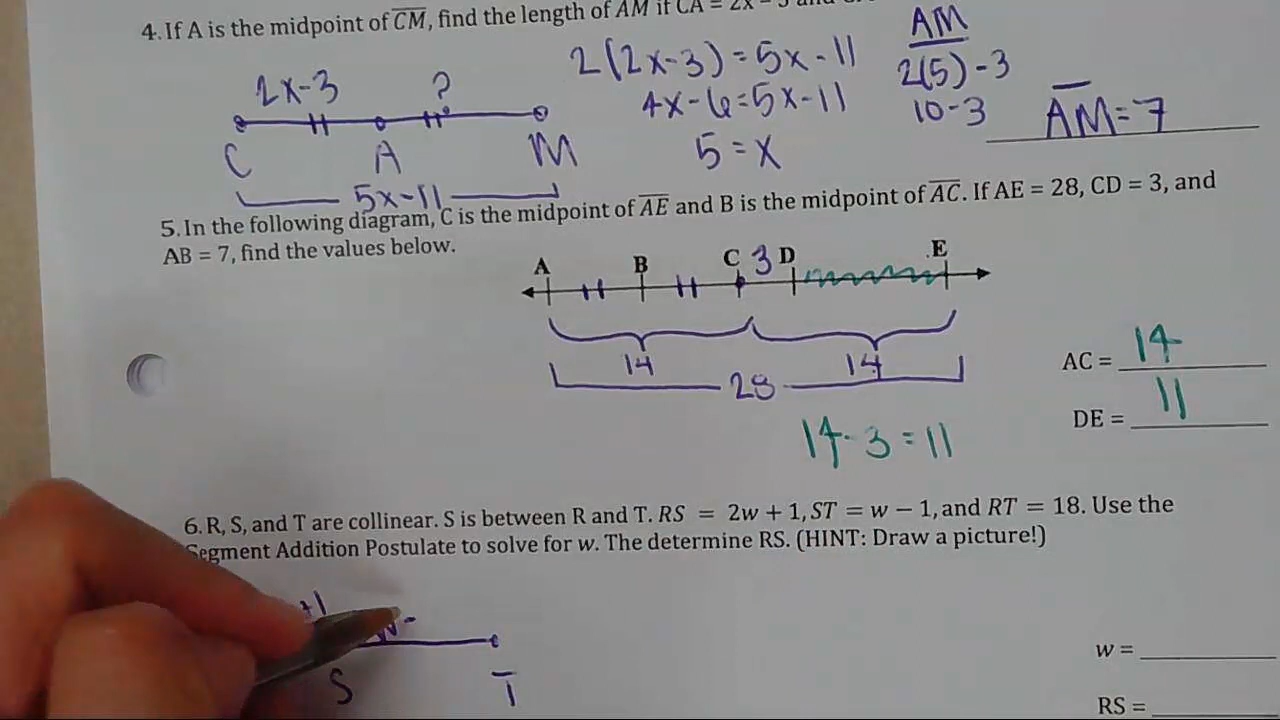 4. If A is the midpoint of CM, find the length of AM if CA = 2x – 3 and
2x-3 ?
C A M
5x-11
2(2x-3)=5x-11
4x-6=5x-11
5=x
AM
2(5)-3
10-3
AM=7
5. In the following diagram, C is the midpoint of AE and B is the midpoint of AC. If AE = 28, CD = 3, and
AB = 7, find the values below.
A B C 3 D E
14 14
28
14-3=11
AC = 14
DE = 11
6. R, S, and T are collinear. S is between R and T. RS = 2w + 1, ST = w − 1, and RT = 18. Use the
Segment Addition Postulate to solve for w. The determine RS. (HINT: Draw a picture!)
+1 w-
S T
w =
RS =